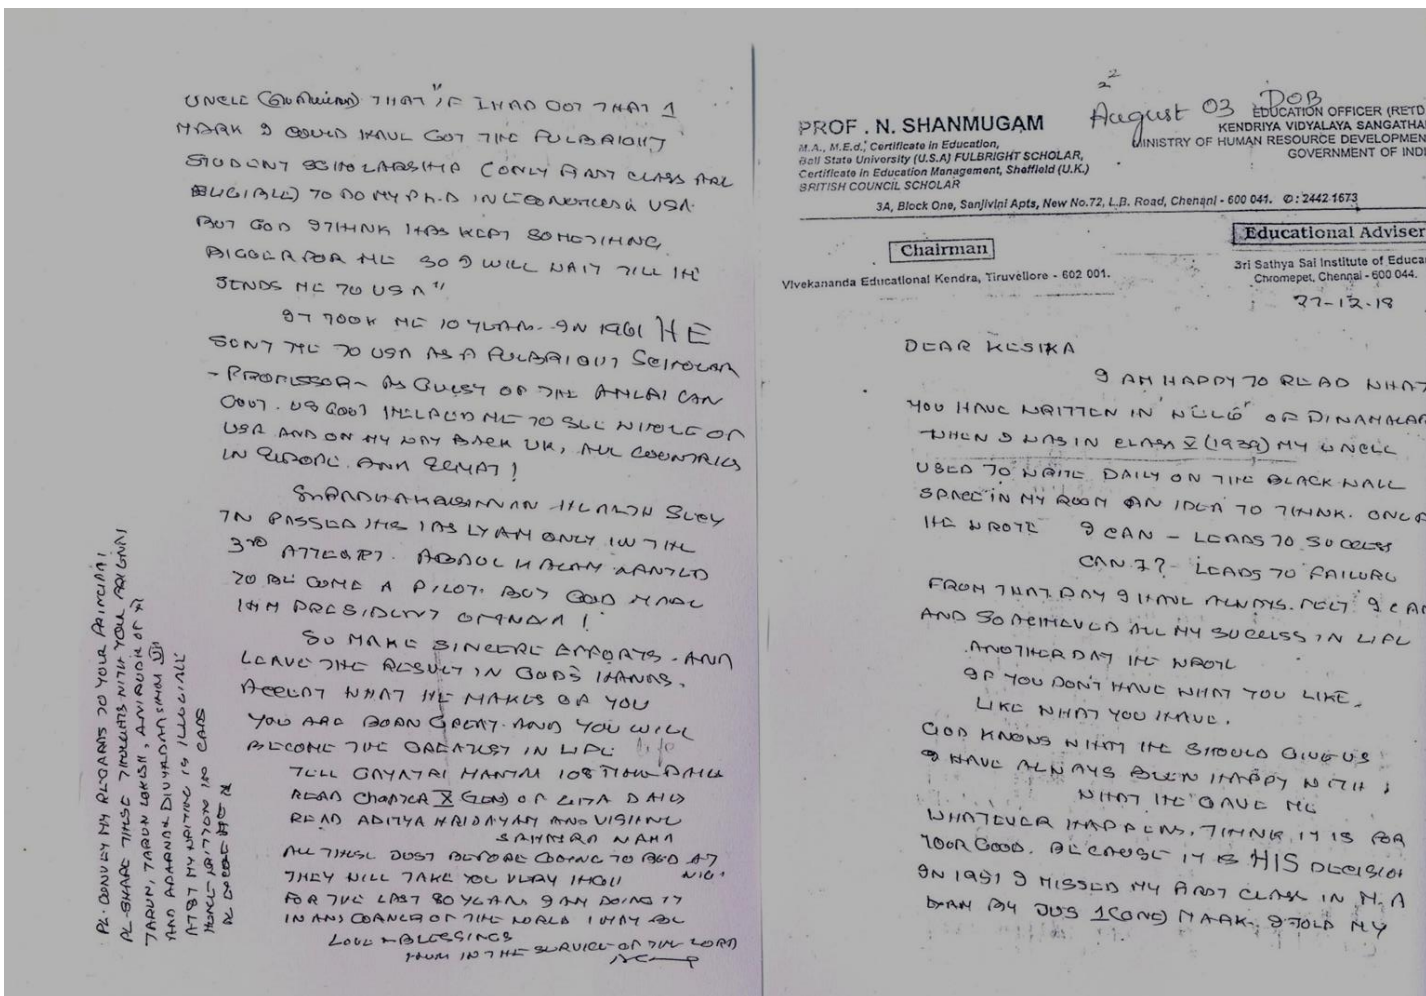 22
August 03 DOB
PROF . N. SHANMUGAM
M.A., M.E.d., Certificate in Education,
Ball State University (U.S.A) FULBRIGHT SCHOLAR,
Certificate in Education Management, Sheffield (U.K.)
BRITISH COUNCIL SCHOLAR
EDUCATION OFFICER (RETD
KENDRIYA VIDYALAYA SANGATHA
MINISTRY OF HUMAN RESOURCE DEVELOPMEN
GOVERNMENT OF INDI
3A, Block One, Sanjivini Apts, New No.72, L.B. Road, Chennai - 600 041. ✆ : 2442 1673
Chairman
Vivekananda Educational Kendra, Tiruvellore - 602 001.
Educational Adviser
Sri Sathya Sai Institute of Educa
Chromepet, Chennai - 600 044.
27-12-18
DEAR KESIKA
I AM HAPPY TO READ WHAT
YOU HAVE WRITTEN IN OF DINAMALAR
WHEN I WAS IN CLASS V (1939) MY UNCLE
USED TO WRITE DAILY ON THE BLACK WALL
SPACE IN MY ROOM AN IDEA TO THINK. ONCE
HE WROTE I CAN - LEADS TO SUCCESS
CAN I? LEADS TO FAILURE
FROM THAT DAY I HAVE ALWAYS FELT I CAN
AND SO ACHIEVED ALL MY SUCCESS IN LIFE
ANOTHER DAY HE WROTE
IF YOU DON'T HAVE WHAT YOU LIKE,
LIKE WHAT YOU HAVE.
GOD KNOWS WHAT HE SHOULD GIVE US
I HAVE ALWAYS BEEN HAPPY WITH
WHAT HE GAVE ME
WHATEVER HAPPENS, THINK, IT IS FOR
YOUR GOOD. BECAUSE IT IS HIS DECISION
IN 1951 I MISSED MY FIRST CLASS IN M.A
EXAM BY JUS 1 (ONE) MARK. I TOLD MY
UNCLE THAT "IF I HAD GOT THAT 1
MARK I COULD HAVE GOT THE FULBRIGHT
STUDENT SCHOLARSHIP (ONLY FIRST CLASS ARE
ELIGIBLE) TO DO MY Ph.D IN ECONOMICS IN USA.
BUT GOD I THINK HAS KEPT SOMETHING
BIGGER FOR ME SO I WILL WAIT TILL HE
SENDS ME TO USA"
IT TOOK ME 10 YEARS. IN 1961 HE
SENT ME TO USA AS A FULBRIGHT SCHOLAR
- PROFESSOR - AS GUEST OF THE AMERICAN
GOVT. US GOVT HELPED ME TO SEE WHOLE OF
USA AND ON MY WAY BACK UK, ALL COUNTRIES
IN EUROPE AND EGYPT!
HEALTH SECY
TN PASSED HIS IAS EXAM ONLY IN THE
3RD ATTEMPT. ABDUL KALAM WANTED
TO BECOME A PILOT. BUT GOD MADE
HIM PRESIDENT OF INDIA!
SO MAKE SINCERE EFFORTS. AND
LEAVE THE RESULT IN GOD'S HANDS.
ACCEPT WHAT HE MAKES OF YOU
YOU ARE BORN GREAT. AND YOU WILL
BECOME THE GREATEST IN LIFE life
TELL GAYATRI MANTRA 108 TIMES DAILY
READ CHAPTER X OF GITA DAILY
READ ADITYA HRIDAYAM AND VISHNU
SAHASRA NAMA
ALL THESE JUST BEFORE GOING TO BED AT
THEY WILL TAKE YOU VERY HIGH
FOR THE LAST 80 YEARS I AM DOING IT
IN ANY CORNER OF THE WORLD I MAY BE
LOVE & BLESSINGS
YOURS IN THE SERVICE OF THE LORD
PL. CONVEY MY REGARDS TO YOUR PRINCIPAL
PL. SHARE THESE THOUGHTS WITH YOUR
TARUN, TARUN LOKESH, ANIRUDH OF XI
AND
AT 87 MY WRITING IS ILLEGIBLE
HENCE WRITTEN IN CAPS